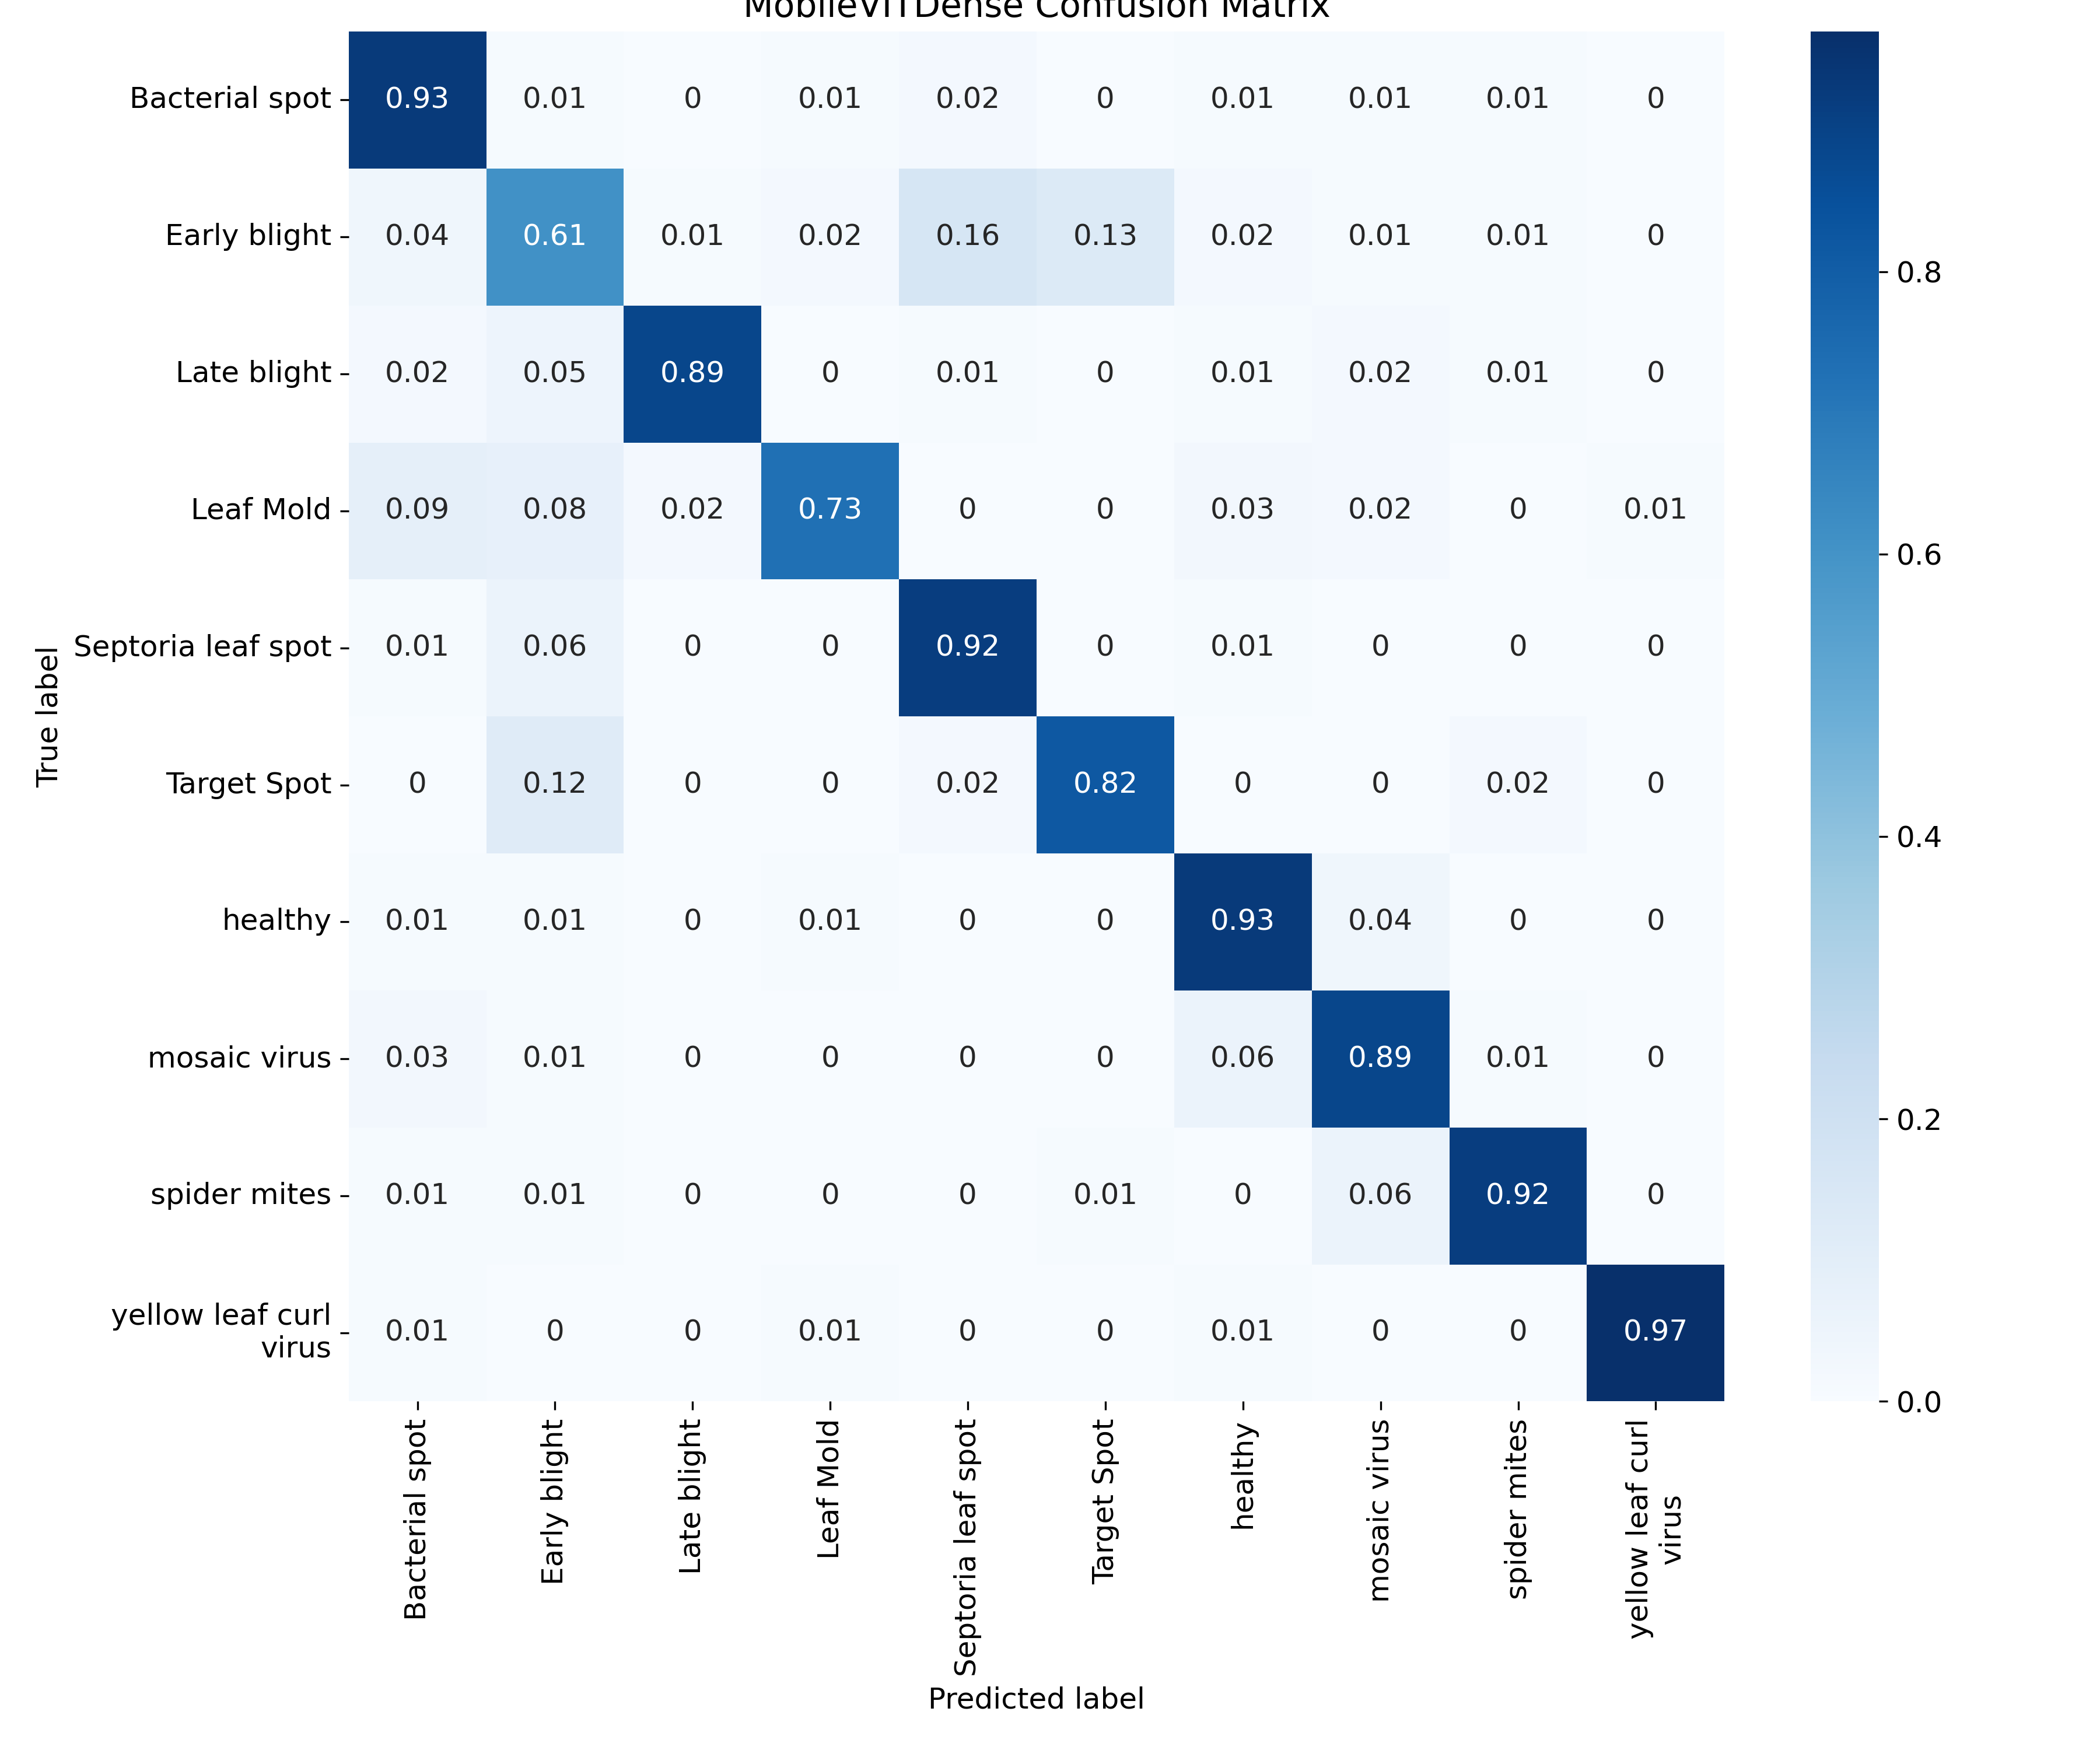 MobileViTDense Confusion Matrix
Bacterial spot 0.93 0.01 0 0.01 0.02 0 0.01 0.01 0.01 0
Early blight 0.04 0.61 0.01 0.02 0.16 0.13 0.02 0.01 0.01 0
Late blight 0.02 0.05 0.89 0 0.01 0 0.01 0.02 0.01 0
Leaf Mold 0.09 0.08 0.02 0.73 0 0 0.03 0.02 0 0.01
Septoria leaf spot 0.01 0.06 0 0 0.92 0 0.01 0 0 0
Target Spot 0 0.12 0 0 0.02 0.82 0 0 0.02 0
healthy 0.01 0.01 0 0.01 0 0 0.93 0.04 0 0
mosaic virus 0.03 0.01 0 0 0 0 0.06 0.89 0.01 0
spider mites 0.01 0.01 0 0 0 0.01 0 0.06 0.92 0
yellow leaf curl
virus 0.01 0 0 0.01 0 0 0.01 0 0 0.97
True label
Bacterial spot
Early blight
Late blight
Leaf Mold
Septoria leaf spot
Target Spot
healthy
mosaic virus
spider mites
yellow leaf curl
virus
Predicted label
0.8
0.6
0.4
0.2
0.0